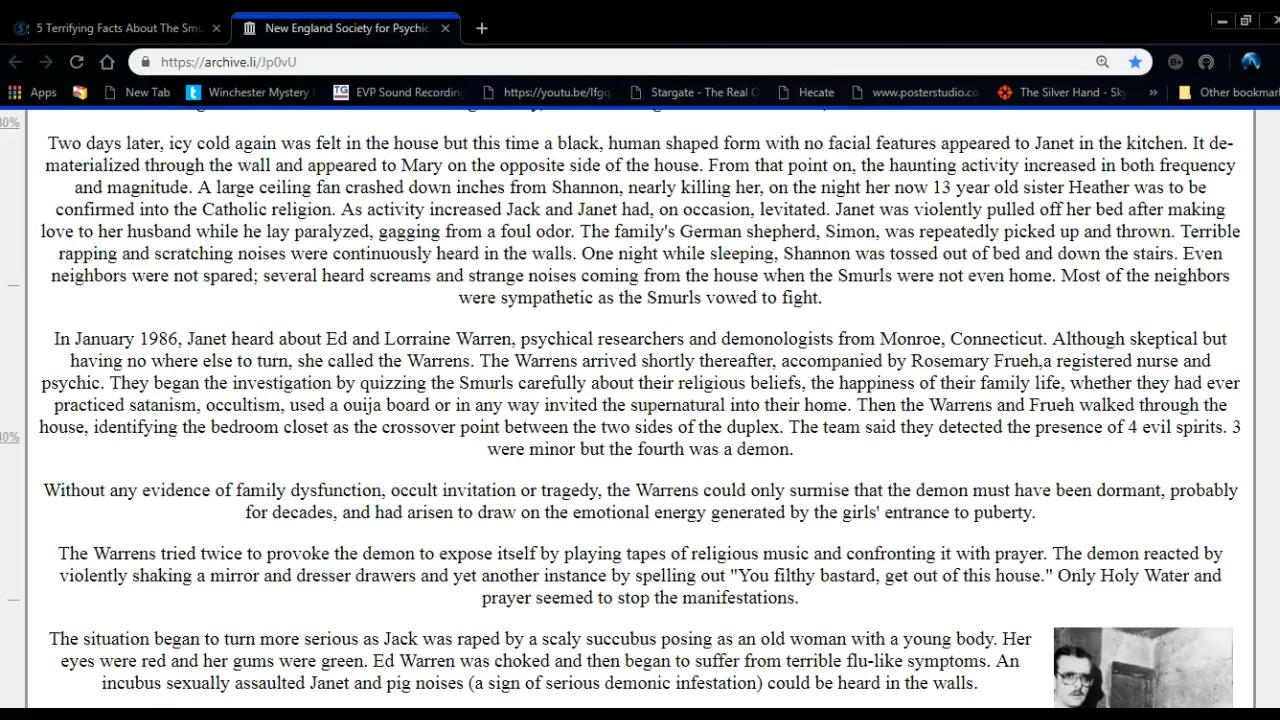 5 Terrifying Facts About The Smu
New England Society for Psychic
https://archive.li/Jp0vU
Apps
New Tab
Winchester Mystery
EVP Sound Recording
https://youtu.be/Ifgq
Stargate - The Real
Hecate
www.posterstudio.co
The Silver Hand - Sky
Other bookmar
30%
Two days later, icy cold again was felt in the house but this time a black, human shaped form with no facial features appeared to Janet in the kitchen. It de-
materialized through the wall and appeared to Mary on the opposite side of the house. From that point on, the haunting activity increased in both frequency
and magnitude. A large ceiling fan crashed down inches from Shannon, nearly killing her, on the night her now 13 year old sister Heather was to be
confirmed into the Catholic religion. As activity increased Jack and Janet had, on occasion, levitated. Janet was violently pulled off her bed after making
love to her husband while he lay paralyzed, gagging from a foul odor. The family's German shepherd, Simon, was repeatedly picked up and thrown. Terrible
rapping and scratching noises were continuously heard in the walls. One night while sleeping, Shannon was tossed out of bed and down the stairs. Even
neighbors were not spared; several heard screams and strange noises coming from the house when the Smurls were not even home. Most of the neighbors
were sympathetic as the Smurls vowed to fight.
In January 1986, Janet heard about Ed and Lorraine Warren, psychical researchers and demonologists from Monroe, Connecticut. Although skeptical but
having no where else to turn, she called the Warrens. The Warrens arrived shortly thereafter, accompanied by Rosemary Frueh,a registered nurse and
psychic. They began the investigation by quizzing the Smurls carefully about their religious beliefs, the happiness of their family life, whether they had ever
practiced satanism, occultism, used a ouija board or in any way invited the supernatural into their home. Then the Warrens and Frueh walked through the
house, identifying the bedroom closet as the crossover point between the two sides of the duplex. The team said they detected the presence of 4 evil spirits. 3
40%
were minor but the fourth was a demon.
Without any evidence of family dysfunction, occult invitation or tragedy, the Warrens could only surmise that the demon must have been dormant, probably
for decades, and had arisen to draw on the emotional energy generated by the girls' entrance to puberty.
The Warrens tried twice to provoke the demon to expose itself by playing tapes of religious music and confronting it with prayer. The demon reacted by
violently shaking a mirror and dresser drawers and yet another instance by spelling out "You filthy bastard, get out of this house." Only Holy Water and
prayer seemed to stop the manifestations.
The situation began to turn more serious as Jack was raped by a scaly succubus posing as an old woman with a young body. Her
eyes were red and her gums were green. Ed Warren was choked and then began to suffer from terrible flu-like symptoms. An
incubus sexually assaulted Janet and pig noises (a sign of serious demonic infestation) could be heard in the walls.